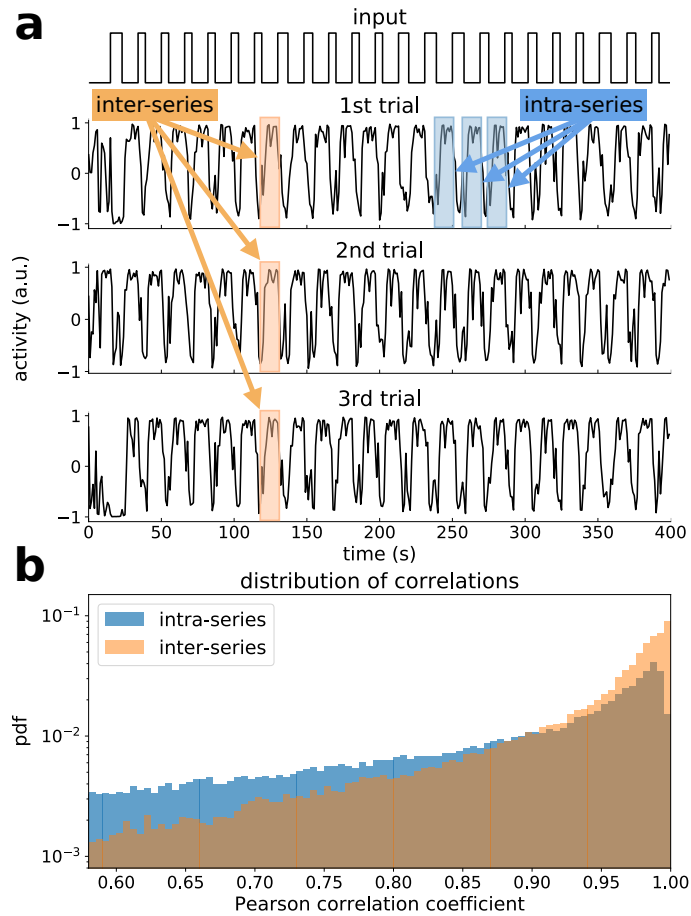 a
input
inter-series
1st trial
intra-series
1
0
−1
2nd trial
1
0
−1
activity (a.u.)
3rd trial
1
0
−1
0 50 100 150 200 250 300 350 400
time (s)
b
distribution of correlations
10⁻¹
intra-series
inter-series
10⁻²
pdf
10⁻³
0.60 0.65 0.70 0.75 0.80 0.85 0.90 0.95 1.00
Pearson correlation coefficient